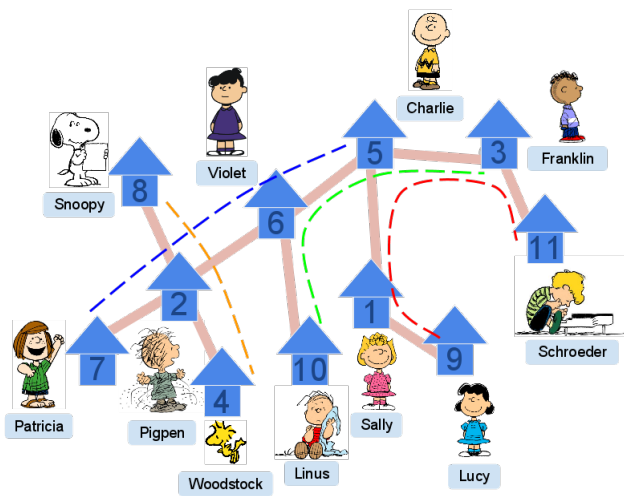 Charlie
5
3
Franklin
Violet
Snoopy
8
6
11
2
1
Schroeder
7
9
10
4
Patricia
Pigpen
Sally
Woodstock
Linus
Lucy